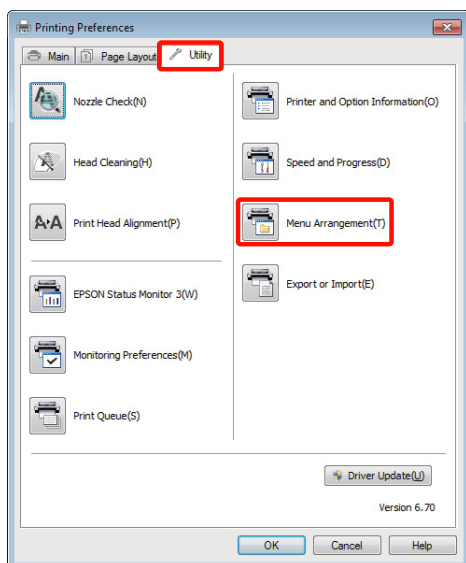 Printing Preferences
Main
Page Layout
Utility
Nozzle Check(N)
Head Cleaning(H)
Print Head Alignment(P)
EPSON Status Monitor 3(W)
Monitoring Preferences(M)
Print Queue(S)
Printer and Option Information(O)
Speed and Progress(D)
Menu Arrangement(T)
Export or Import(E)
Driver Update(U)
Version 6.70
OK
Cancel
Help